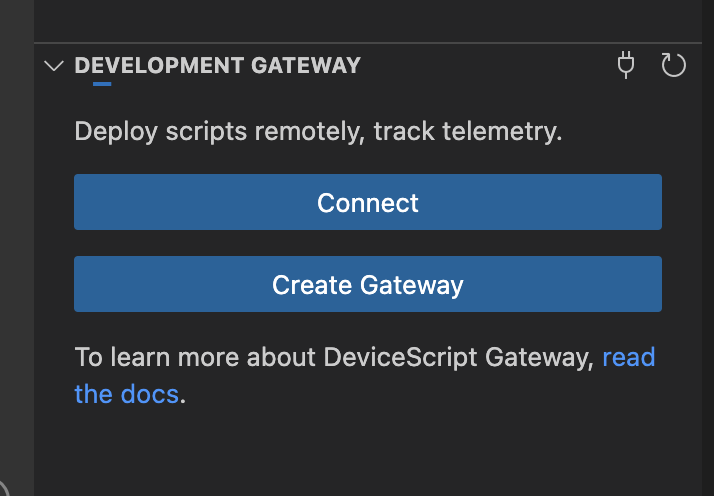 DEVELOPMENT GATEWAY
Deploy scripts remotely, track telemetry.
Connect
Create Gateway
To learn more about DeviceScript Gateway, read
the docs.